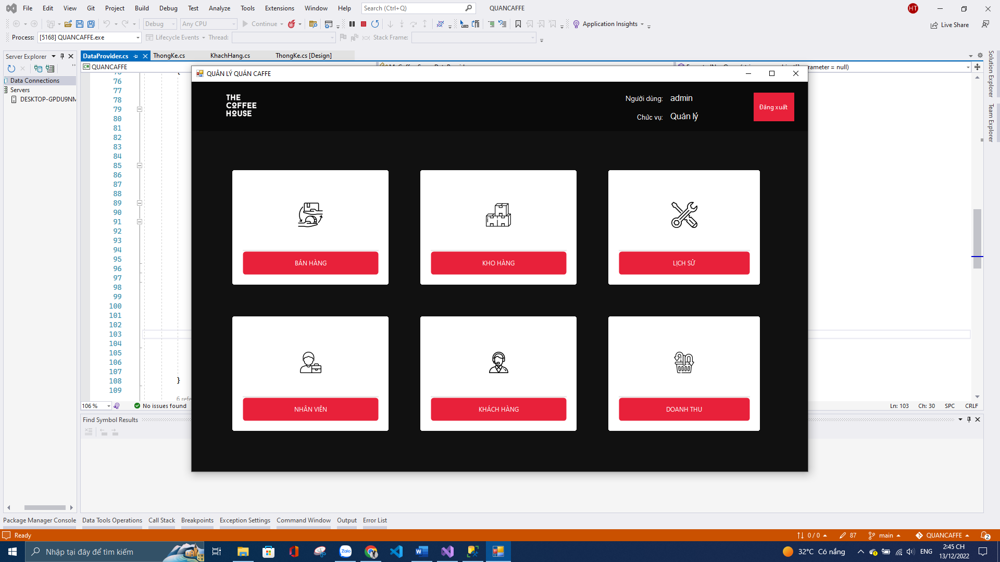 File Edit View Git Project Build Debug Test Analyze Tools Extensions Window Help Search (Ctrl+Q) QUANCAFFE HT
Debug Any CPU Continue Application Insights Live Share
Process: [5168] QUANCAFFE.exe Lifecycle Events Thread: Stack Frame:
Server Explorer
Data Connections
Servers
DESKTOP-GPDU9NM
DataProvider.cs ThongKe.cs KhachHang.cs ThongKe.cs [Design]
C# QUANCAFFE
rameter = null)
QUẢN LÝ QUÁN CAFFE
THE
COFFEE
HOUSE
Người dùng: admin
Chức vụ: Quản lý
Đăng xuất
BÁN HÀNG KHO HÀNG LỊCH SỬ
NHÂN VIÊN KHÁCH HÀNG DOANH THU
76
77
78
79
80
81
82
83
84
85
86
87
88
89
90
91
92
93
94
95
96
97
98
99
100
101
102
103
104
105
106
107
108 }
109
6 refe
106 % No issues found Ln: 103 Ch: 30 SPC CRLF
Find Symbol Results
Solution Explorer
Team Explorer
Package Manager Console Data Tools Operations Call Stack Breakpoints Exception Settings Command Window Output Error List
Ready 0 / 0 87 main QUANCAFFE 2
Nhập tại đây để tìm kiếm Zalo 32°C Có nắng ENG 2:45 CH
13/12/2022